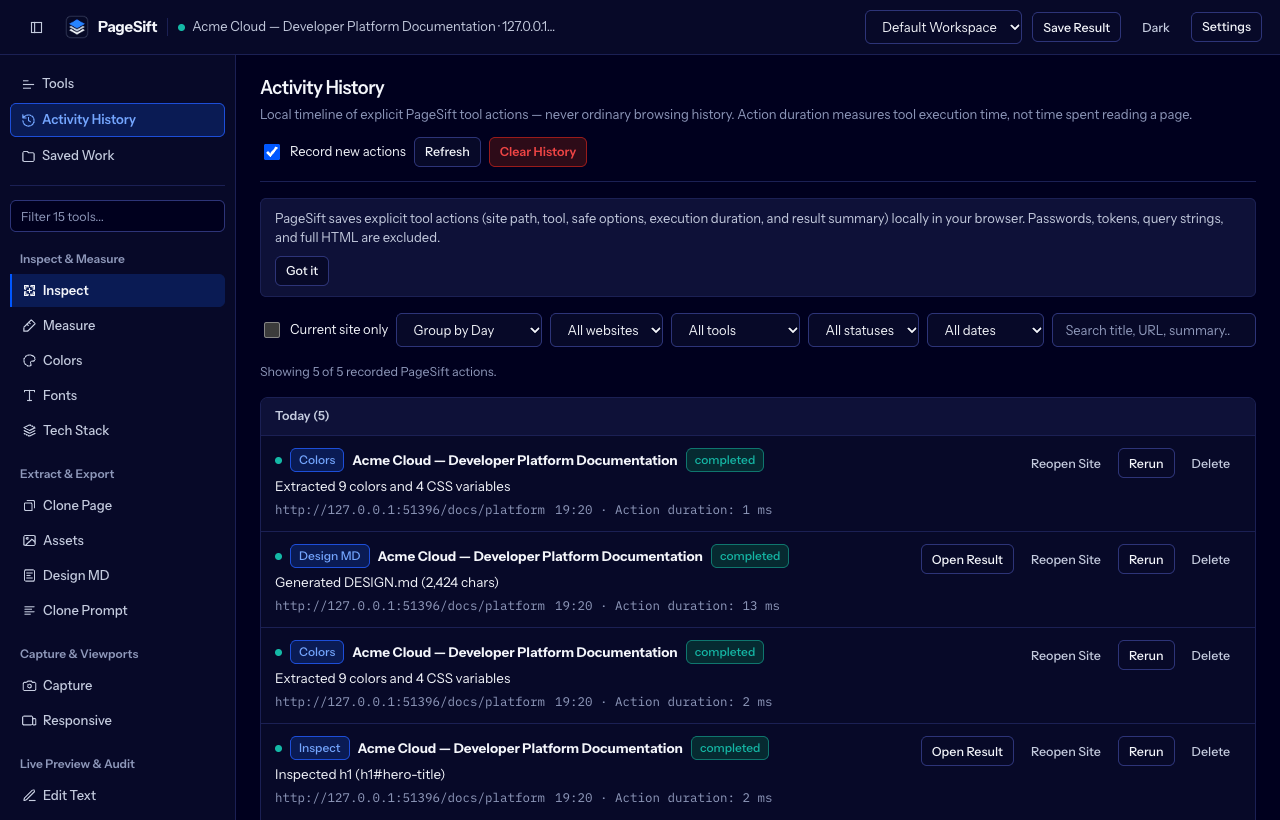 PageSift
Acme Cloud — Developer Platform Documentation · 127.0.0.1...
Default Workspace
Save Result
Dark
Settings
Tools
Activity History
Saved Work
Filter 15 tools...
Inspect & Measure
Inspect
Measure
Colors
Fonts
Tech Stack
Extract & Export
Clone Page
Assets
Design MD
Clone Prompt
Capture & Viewports
Capture
Responsive
Live Preview & Audit
Edit Text
Activity History
Local timeline of explicit PageSift tool actions — never ordinary browsing history. Action duration measures tool execution time, not time spent reading a page.
Record new actions
Refresh
Clear History
PageSift saves explicit tool actions (site path, tool, safe options, execution duration, and result summary) locally in your browser. Passwords, tokens, query strings,
and full HTML are excluded.
Got it
Current site only
Group by Day
All websites
All tools
All statuses
All dates
Search title, URL, summary..
Showing 5 of 5 recorded PageSift actions.
Today (5)
Colors Acme Cloud — Developer Platform Documentation completed
Reopen Site Rerun Delete
Extracted 9 colors and 4 CSS variables
http://127.0.0.1:51396/docs/platform 19:20 · Action duration: 1 ms
Design MD Acme Cloud — Developer Platform Documentation completed
Open Result Reopen Site Rerun Delete
Generated DESIGN.md (2,424 chars)
http://127.0.0.1:51396/docs/platform 19:20 · Action duration: 13 ms
Colors Acme Cloud — Developer Platform Documentation completed
Reopen Site Rerun Delete
Extracted 9 colors and 4 CSS variables
http://127.0.0.1:51396/docs/platform 19:20 · Action duration: 2 ms
Inspect Acme Cloud — Developer Platform Documentation completed
Open Result Reopen Site Rerun Delete
Inspected h1 (h1#hero-title)
http://127.0.0.1:51396/docs/platform 19:20 · Action duration: 2 ms